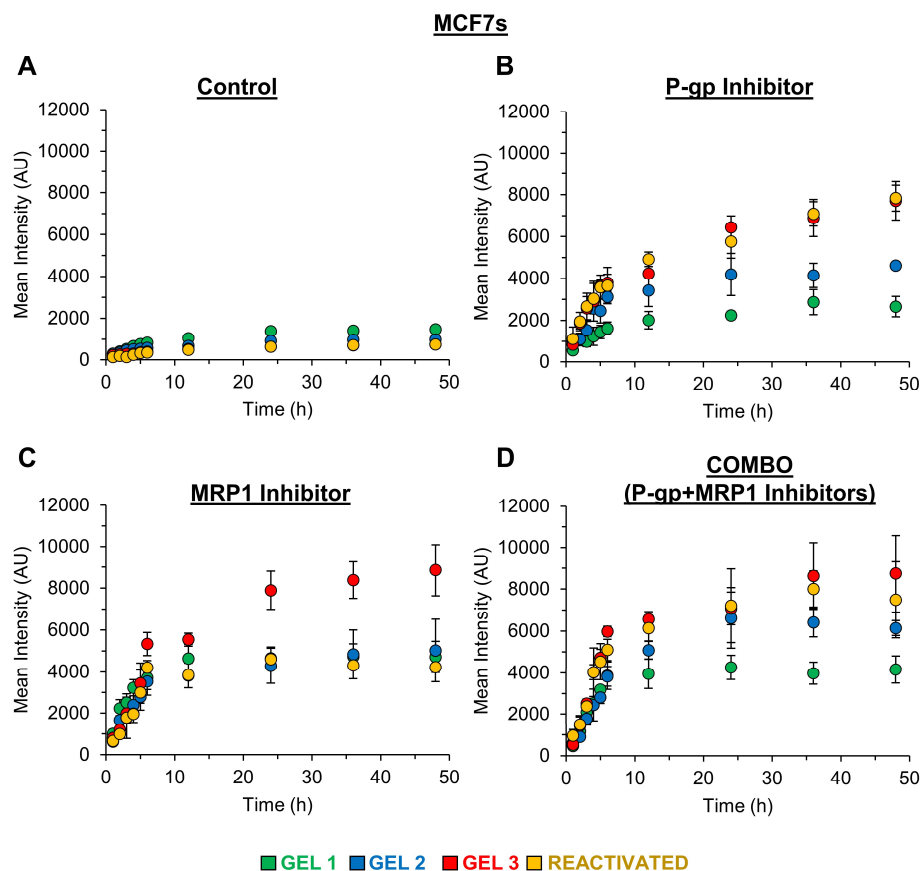 MCF7s
A
Control
12000
10000
8000
6000
4000
2000
0
Mean Intensity (AU)
0 10 20 30 40 50
Time (h)
B
P-gp Inhibitor
12000
10000
8000
6000
4000
2000
0
Mean Intensity (AU)
0 10 20 30 40 50
Time (h)
C
MRP1 Inhibitor
12000
10000
8000
6000
4000
2000
0
Mean Intensity (AU)
0 10 20 30 40 50
Time (h)
D
COMBO
(P-gp+MRP1 Inhibitors)
12000
10000
8000
6000
4000
2000
0
Mean Intensity (AU)
0 10 20 30 40 50
Time (h)
GEL 1 GEL 2 GEL 3 REACTIVATED